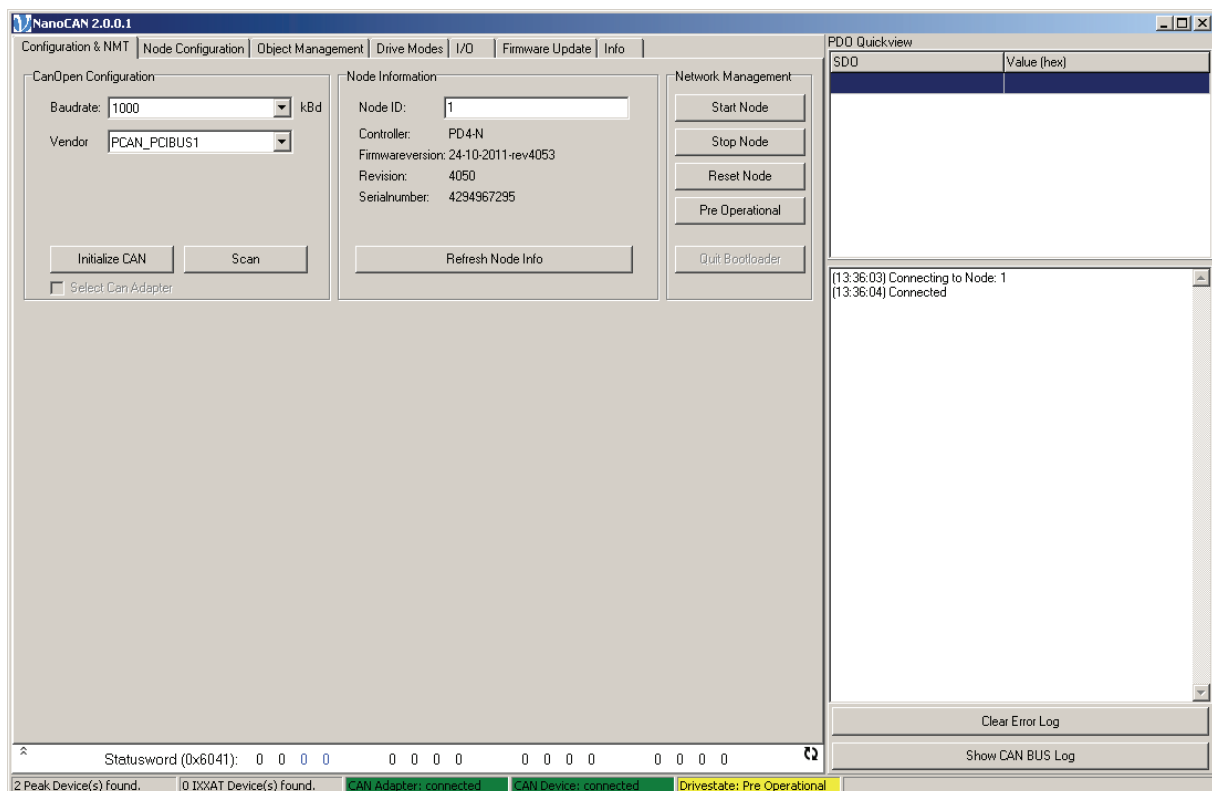 NanoCAN 2.0.0.1
Configuration & NMT Node Configuration Object Management Drive Modes I/O Firmware Update Info
CanOpen Configuration
Baudrate: 1000 kBd
Vendor PCAN_PCIBUS1
Initialize CAN Scan
Select Can Adapter
Node Information
Node ID: 1
Controller: PD4-N
Firmwareversion: 24-10-2011-rev4053
Revision: 4050
Serialnumber: 4294967295
Refresh Node Info
Network Management
Start Node
Stop Node
Reset Node
Pre Operational
Quit Bootloader
PDO Quickview
SDO Value (hex)
(13:36:03) Connecting to Node: 1
(13:36:04) Connected
Clear Error Log
Show CAN BUS Log
Statusword (0x6041): 0 0 0 0 0 0 0 0 0 0 0 0 0 0 0 0
2 Peak Device(s) found. 0 IXXAT Device(s) found. CAN Adapter: connected CAN Device: connected Drivestate: Pre Operational